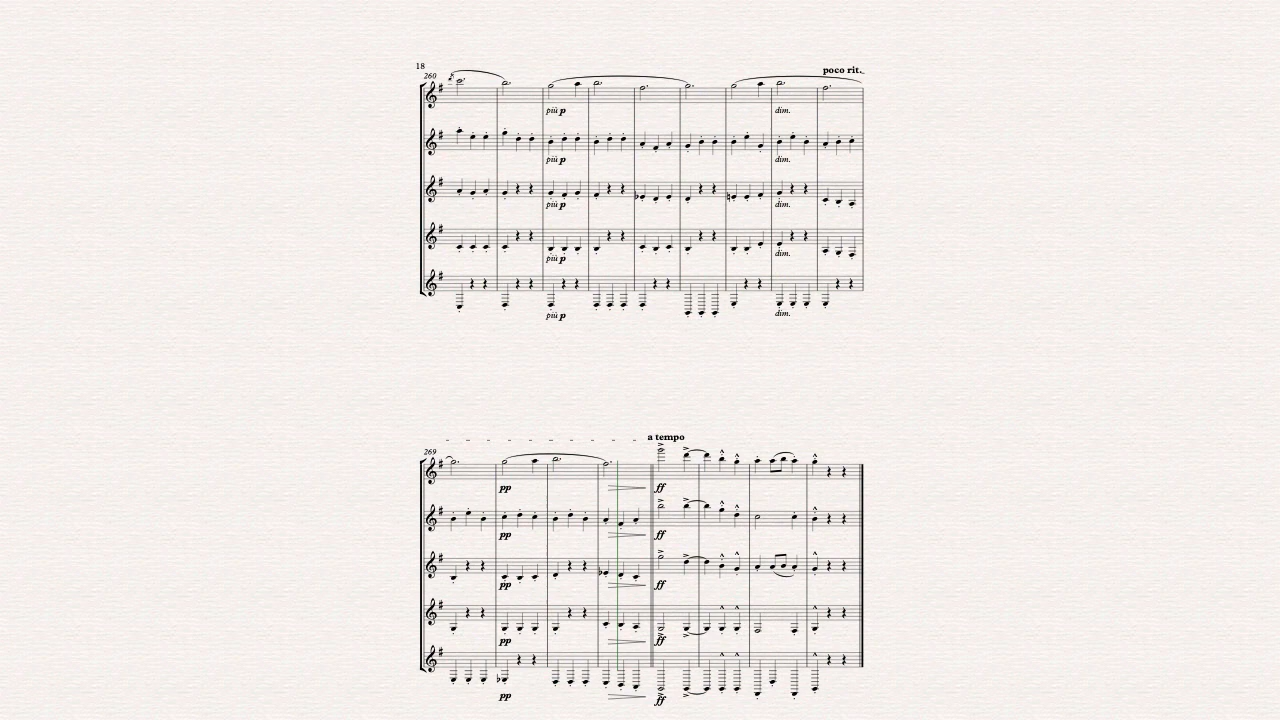 18
poco rit.
260
più p dim.
più p dim.
più p dim.
più p dim.
più p dim.
a tempo
269
pp ff
pp ff
pp ff
pp ff
pp ff